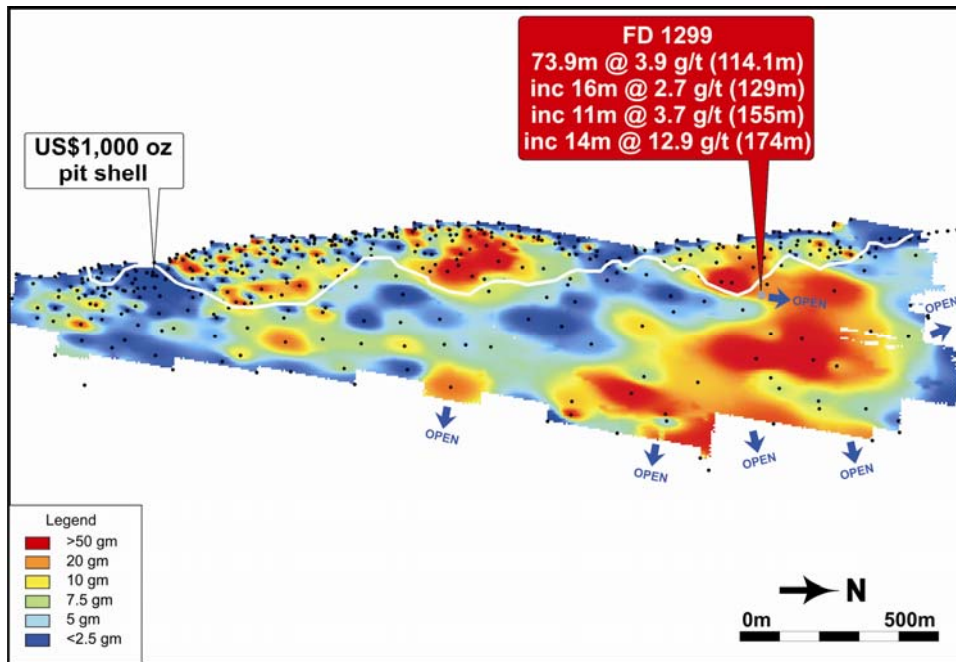 FD 1299
73.9m @ 3.9 g/t (114.1m)
inc 16m @ 2.7 g/t (129m)
inc 11m @ 3.7 g/t (155m)
inc 14m @ 12.9 g/t (174m)
US$1,000 oz
pit shell
OPEN
OPEN
OPEN
OPEN
OPEN
OPEN
Legend
>50 gm
20 gm
10 gm
7.5 gm
5 gm
<2.5 gm
N
0m 500m